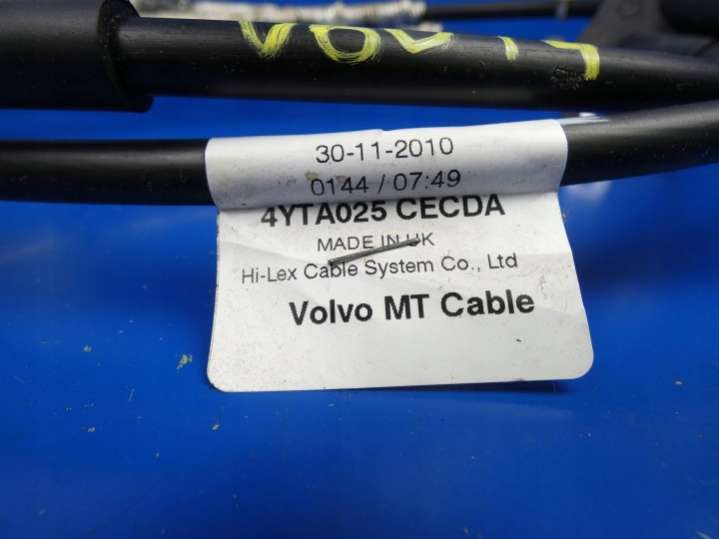 30-11-2010
0144 / 07:49
4YTA025 CECDA
MADE IN UK
Hi-Lex Cable System Co., Ltd
Volvo MT Cable